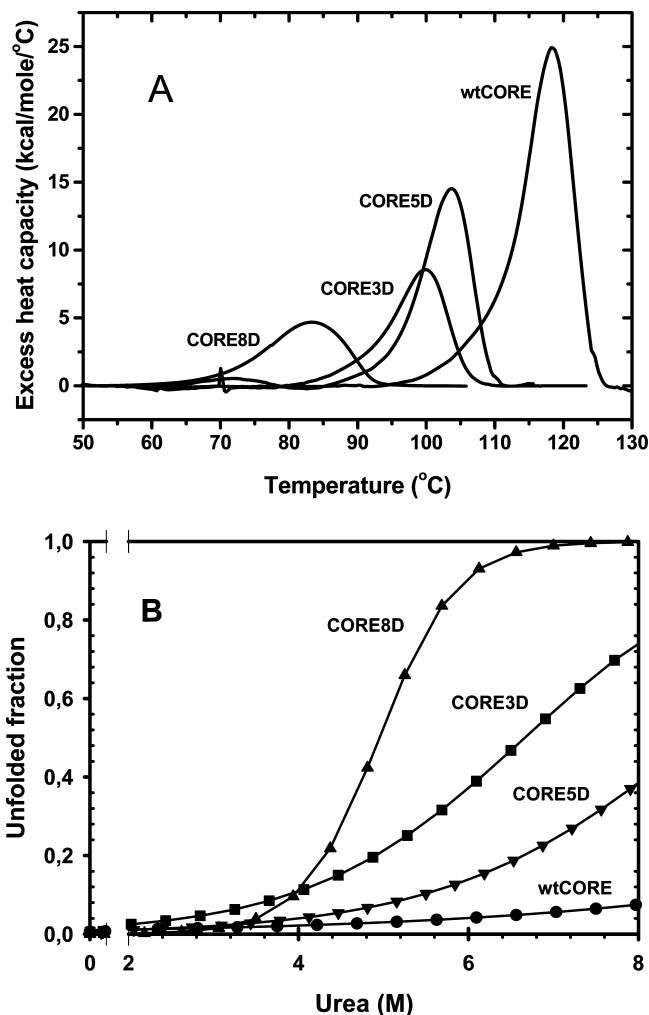 Excess heat capacity (kcal/mole/°C)
25
20
15
10
5
0
A
wtCORE
CORE5D
CORE3D
CORE8D
50 60 70 80 90 100 110 120 130
Temperature (°C)
Unfolded fraction
1,0
0,8
0,6
0,4
0,2
0,0
B
CORE8D
CORE3D
CORE5D
wtCORE
0 2 4 6 8
Urea (M)